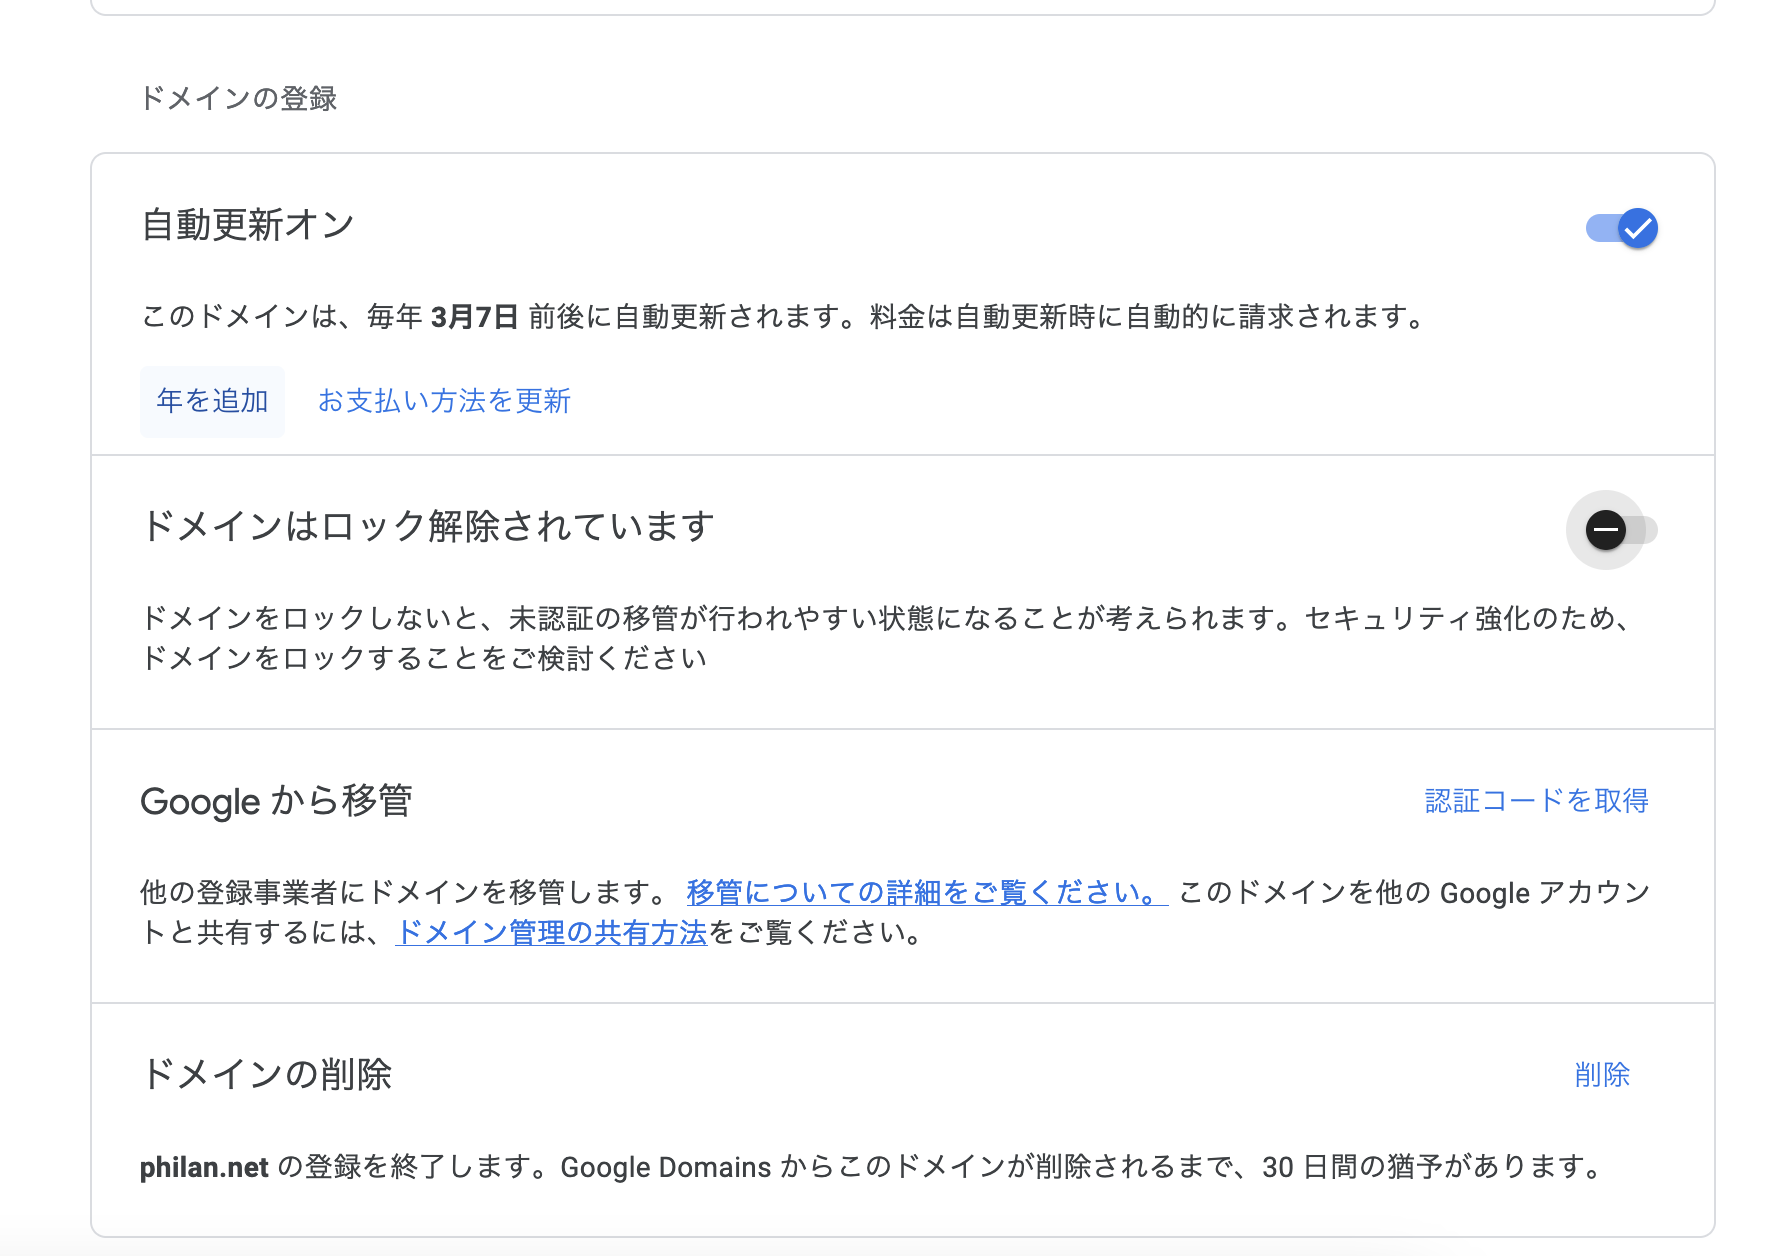 ドメインの登録
自動更新オン
このドメインは、毎年 3月7日 前後に自動更新されます。料金は自動更新時に自動的に請求されます。
年を追加 お支払い方法を更新
ドメインはロック解除されています
ドメインをロックしないと、未認証の移管が行われやすい状態になることが考えられます。セキュリティ強化のため、
ドメインをロックすることをご検討ください
Google から移管 認証コードを取得
他の登録事業者にドメインを移管します。 移管についての詳細をご覧ください。 このドメインを他の Google アカウン
トと共有するには、ドメイン管理の共有方法をご覧ください。
ドメインの削除 削除
philan.net の登録を終了します。Google Domains からこのドメインが削除されるまで、30 日間の猶予があります。